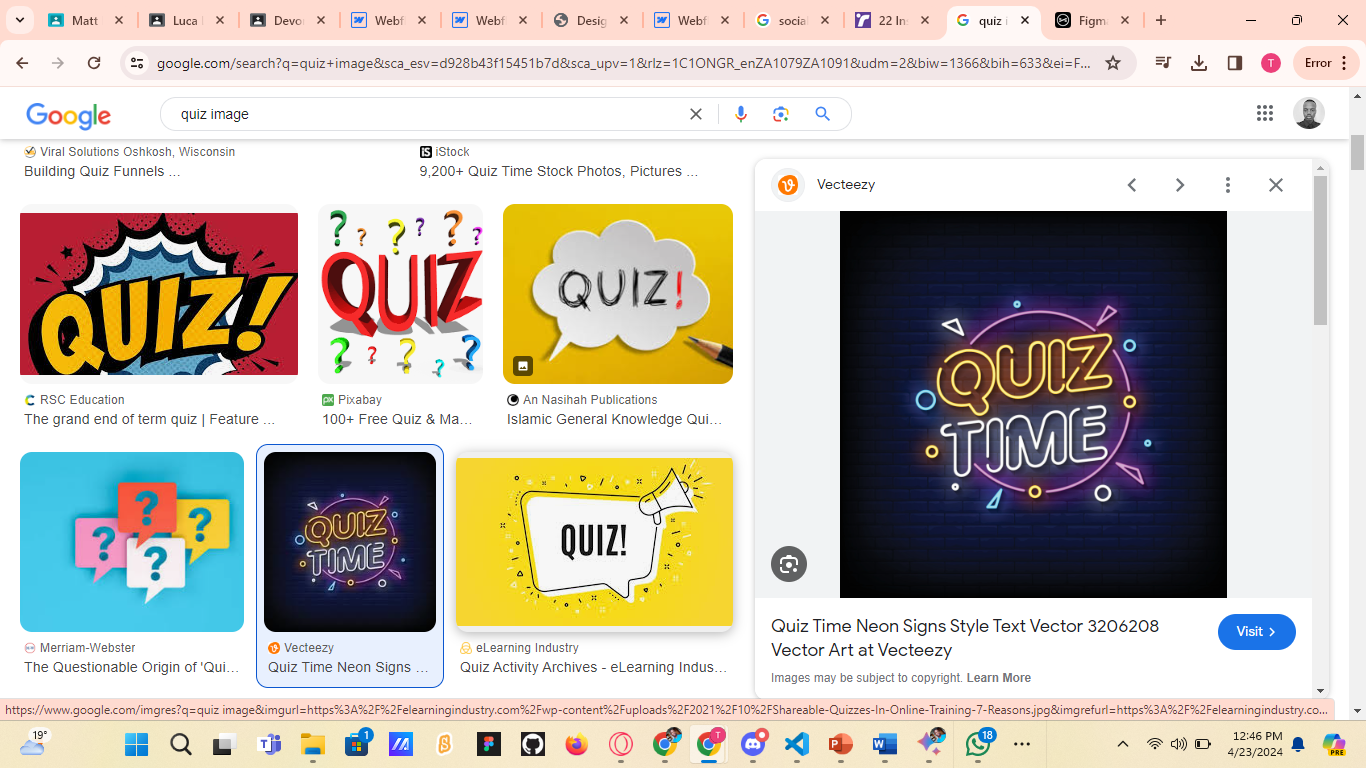 Matt
Luca
Devon
Webf
Webf
Desig
Webf
social
22 In
quiz i
Figma
google.com/search?q=quiz+image&sca_esv=d928b43f15451b7d&sca_upv=1&rlz=1C1ONGR_enZA1079ZA1091&udm=2&biw=1366&bih=633&ei=F...
T
Error
Google
quiz image
Viral Solutions Oshkosh, Wisconsin
iS iStock
Building Quiz Funnels ...
9,200+ Quiz Time Stock Photos, Pictures ...
Vecteezy
QUIZ!
? ? ? ? ? ?
QUIZ
? ? ? ? ?
QUIZ!
RSC Education
px Pixabay
An Nasihah Publications
The grand end of term quiz | Feature ...
100+ Free Quiz & Ma...
Islamic General Knowledge Qui...
QUIZ
TIME
? ? ? ?
QUIZ
TIME
QUIZ!
Merriam-Webster
Vecteezy
eLearning Industry
The Questionable Origin of 'Qui...
Quiz Time Neon Signs ...
Quiz Activity Archives - eLearning Indus...
Quiz Time Neon Signs Style Text Vector 3206208
Vector Art at Vecteezy
Visit
Images may be subject to copyright. Learn More
https://www.google.com/imgres?q=quiz image&imgurl=https%3A%2F%2Felearningindustry.com%2Fwp-content%2Fuploads%2F2021%2F10%2FShareable-Quizzes-In-Online-Training-7-Reasons.jpg&imgrefurl=https%3A%2F%2Felearningindustry.co...
19°
1
T
18
12:46 PM
4/23/2024
PRE